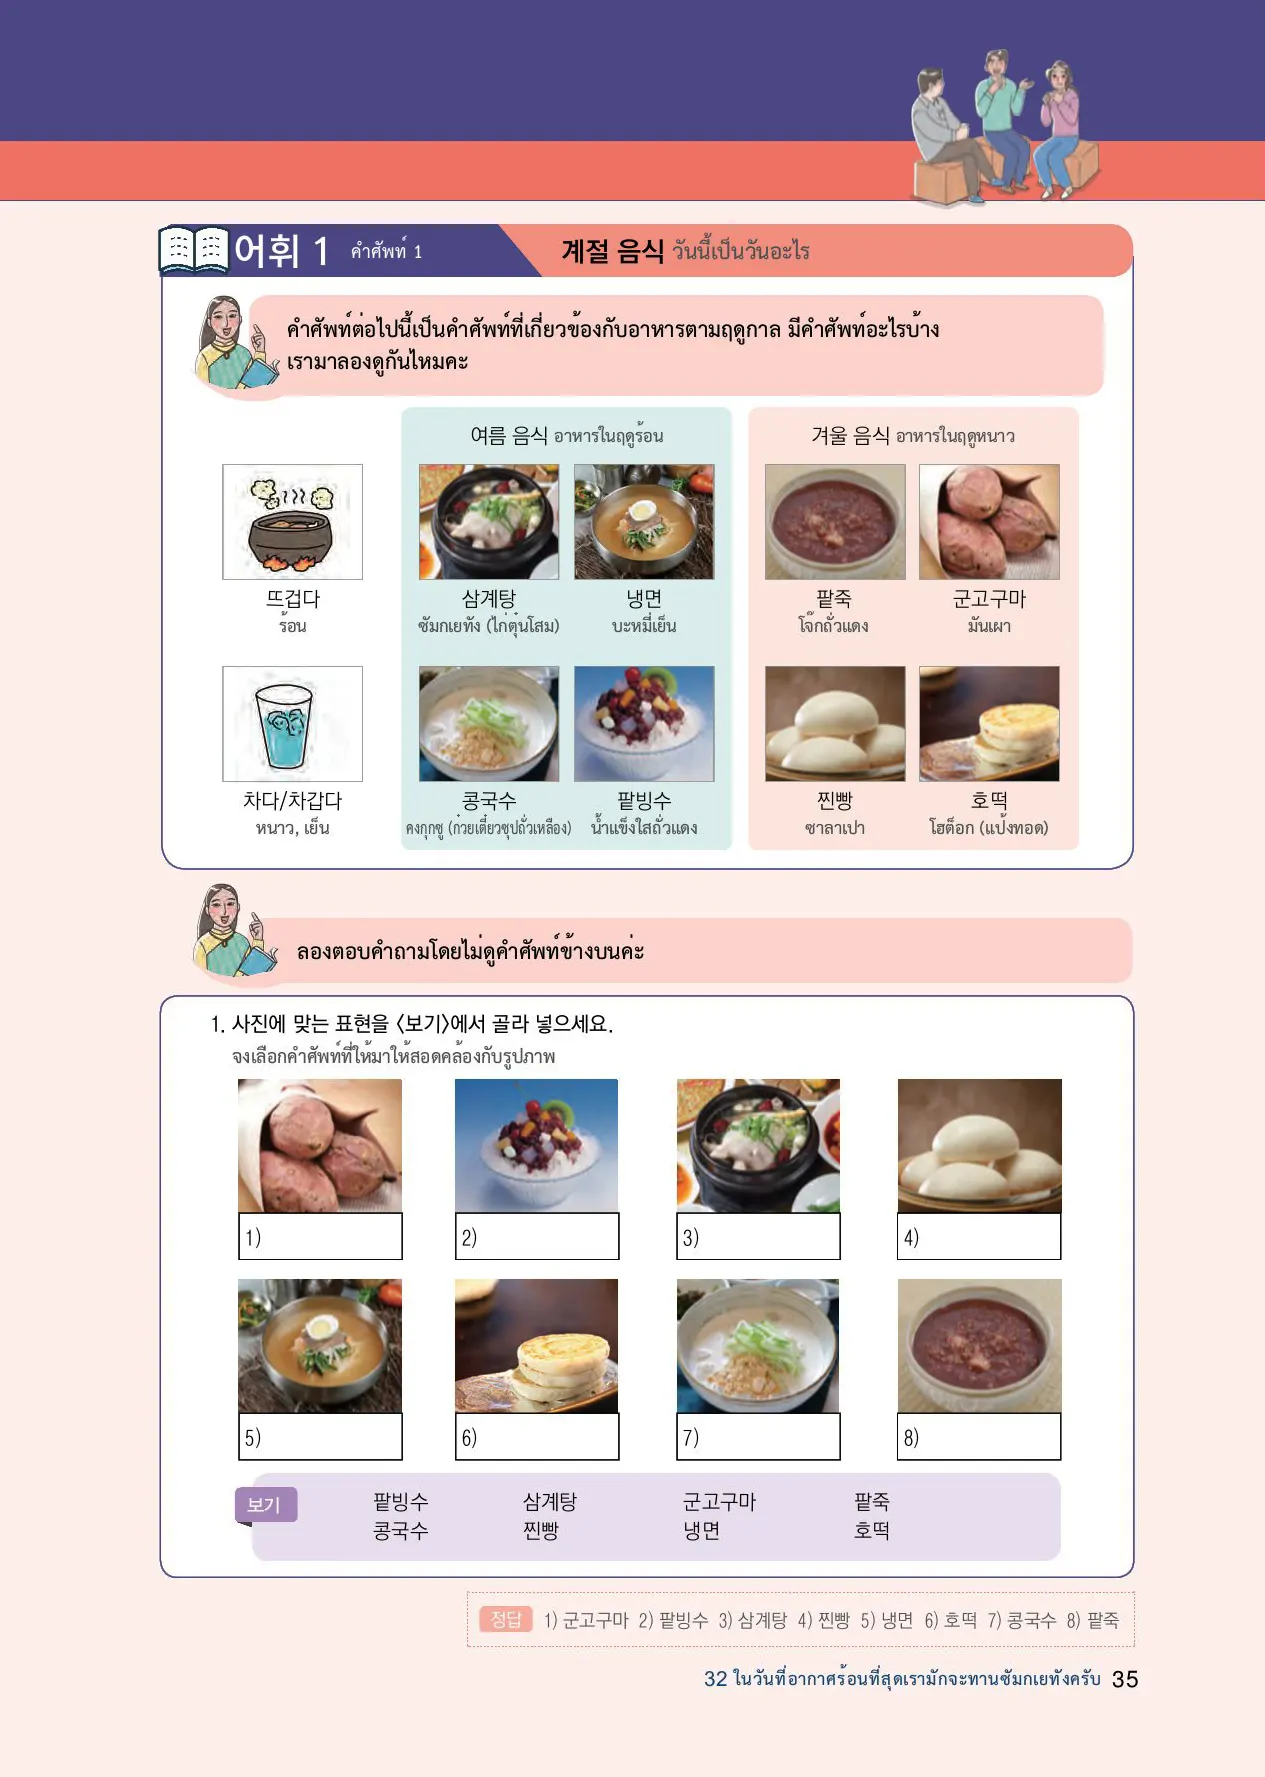 어휘 1 คำศัพท์ 1 계절 음식 วันนี้เป็นวันอะไร
คำศัพท์ต่อไปนี้เป็นคำศัพท์ที่เกี่ยวข้องกับอาหารตามฤดูกาล มีคำศัพท์อะไรบ้าง
เรามาลองดูกันไหมคะ
여름 음식 อาหารในฤดูร้อน
겨울 음식 อาหารในฤดูหนาว
뜨겁다
ร้อน
삼계탕
ซัมกเยทัง (ไก่ตุ๋นโสม)
냉면
บะหมี่เย็น
팥죽
โจ๊กถั่วแดง
군고구마
มันเผา
차다/차갑다
หนาว, เย็น
콩국수
คงกุกซู (ก๋วยเตี๋ยวซุปถั่วเหลือง)
팥빙수
น้ำแข็งใสถั่วแดง
찐빵
ซาลาเปา
호떡
โฮต็อก (แป้งทอด)
ลองตอบคำถามโดยไม่ดูคำศัพท์ข้างบนค่ะ
1. 사진에 맞는 표현을 〈보기〉에서 골라 넣으세요.
จงเลือกคำศัพท์ที่ให้มาให้สอดคล้องกับรูปภาพ
1) 2) 3) 4)
5) 6) 7) 8)
보기
팥빙수 삼계탕 군고구마 팥죽
콩국수 찐빵 냉면 호떡
정답 1) 군고구마 2) 팥빙수 3) 삼계탕 4) 찐빵 5) 냉면 6) 호떡 7) 콩국수 8) 팥죽
32 ในวันที่อากาศร้อนที่สุดเรามักจะทานซัมกเยทังครับ 35